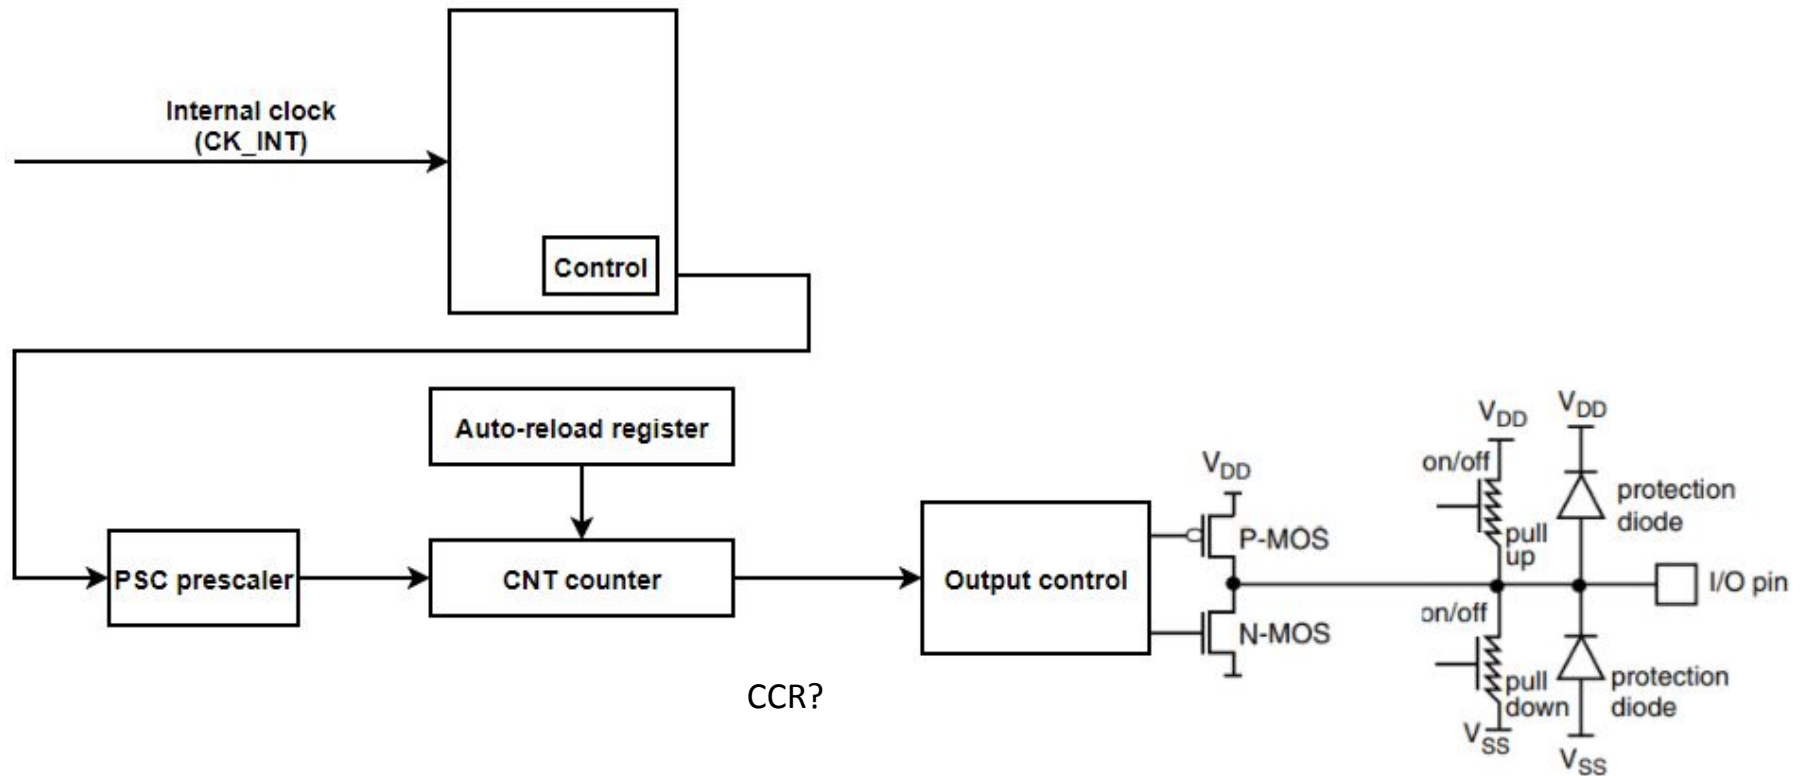 Internal clock
(CK_INT)
Control
Auto-reload register
PSC prescaler
CNT counter
Output control
CCR?
VDD
P-MOS
N-MOS
VDD
on/off
pull
up
on/off
pull
down
VSS
VDD
protection
diode
I/O pin
protection
diode
VSS